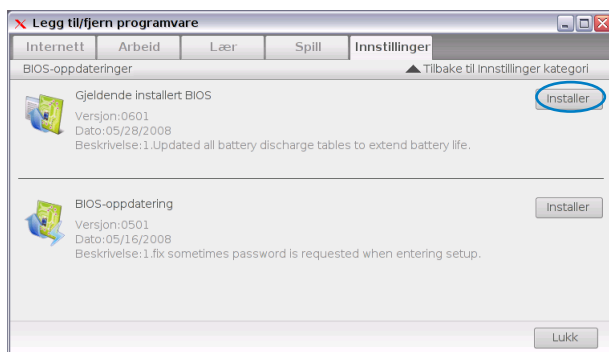 Legg til/fjern programvare
Internett Arbeid Lær Spill Innstillinger
BIOS-oppdateringer Tilbake til Innstillinger kategori
Gjeldende installert BIOS Installer
Versjon:0601
Dato:05/28/2008
Beskrivelse:1.Updated all battery discharge tables to extend battery life.
BIOS-oppdatering Installer
Versjon:0501
Dato:05/16/2008
Beskrivelse:1.fix sometimes password is requested when entering setup.
Lukk